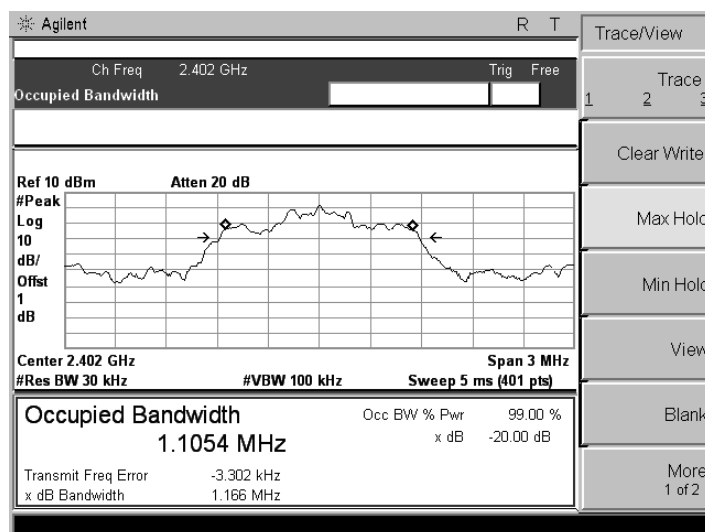 Agilent R T
Trace/View
Ch Freq 2.402 GHz Trig Free
Occupied Bandwidth
Trace
1 2 3
Clear Write
Ref 10 dBm Atten 20 dB
#Peak
Log
10
dB/
Offst
1
dB
Max Hold
Min Hold
View
Center 2.402 GHz Span 3 MHz
#Res BW 30 kHz #VBW 100 kHz Sweep 5 ms (401 pts)
Occupied Bandwidth Occ BW % Pwr 99.00 %
1.1054 MHz x dB -20.00 dB
Blank
Transmit Freq Error -3.302 kHz
x dB Bandwidth 1.166 MHz
More
1 of 2